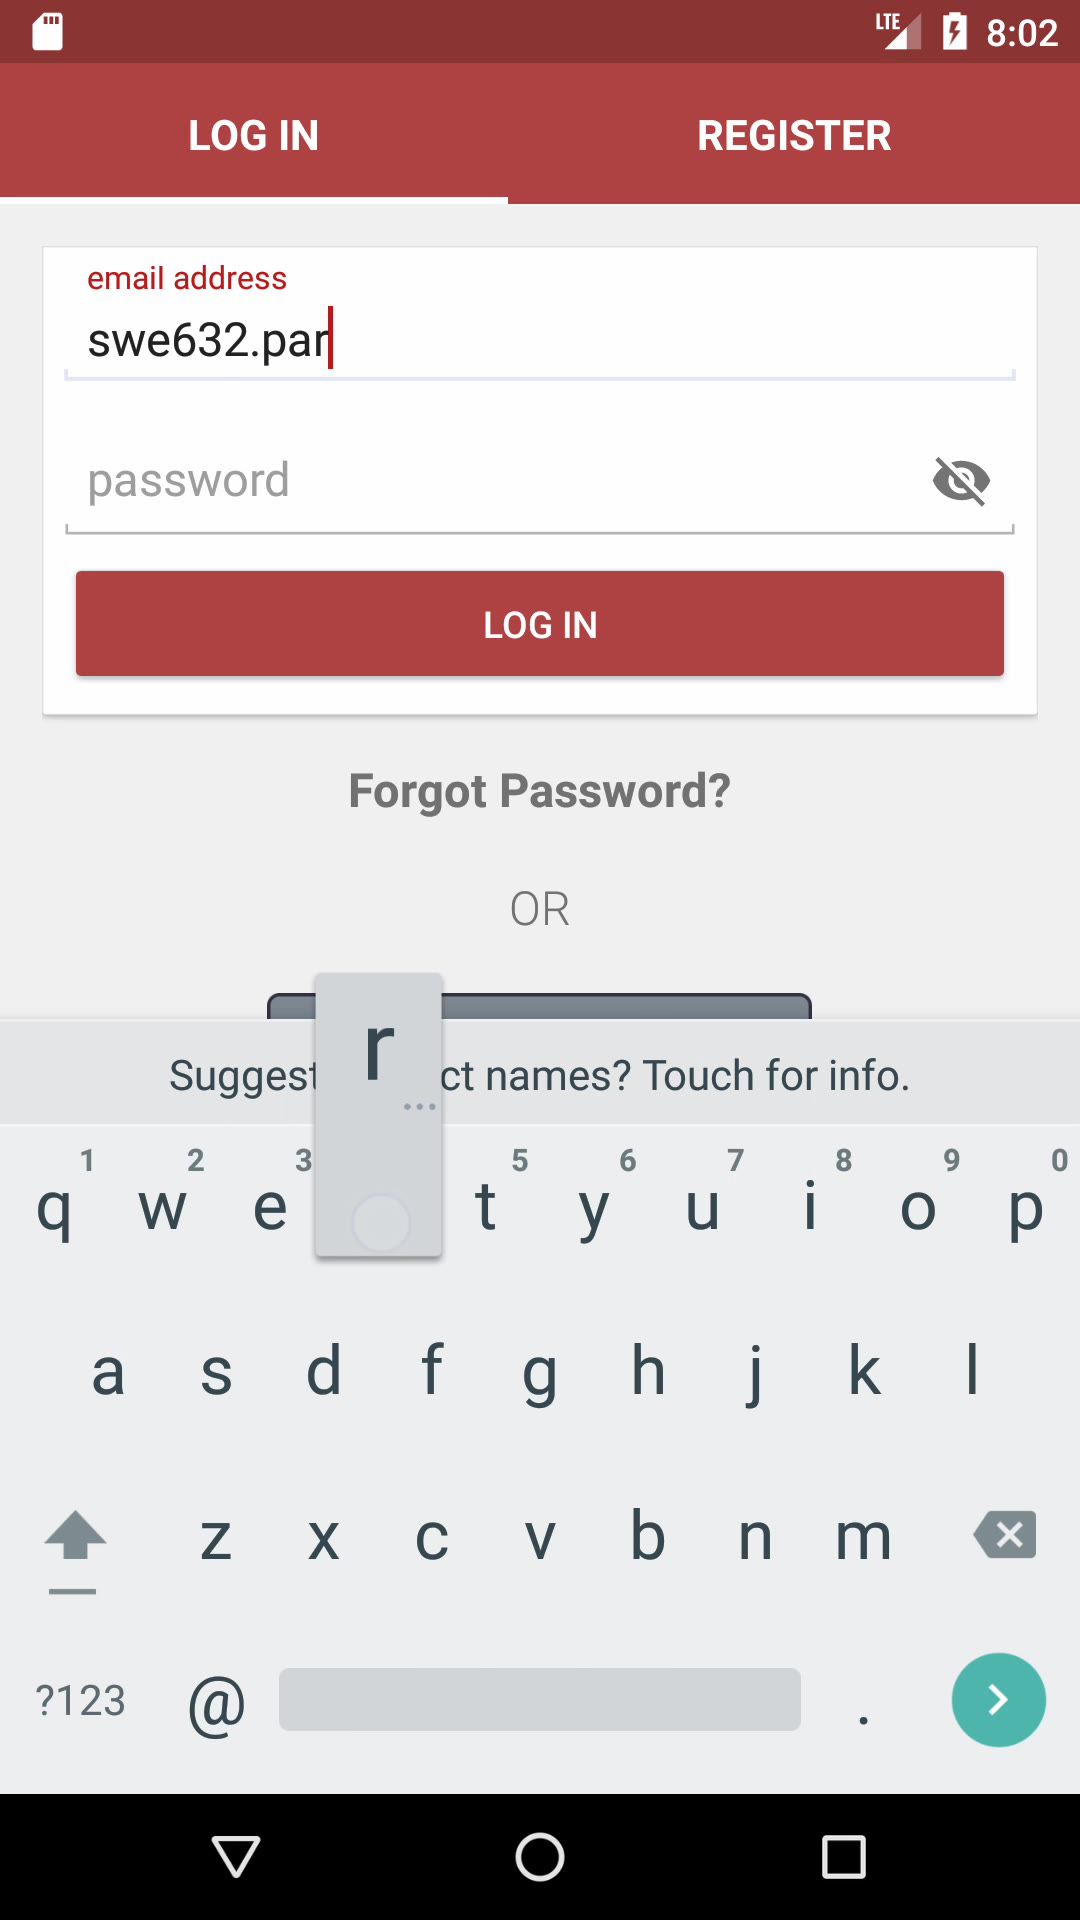 LTE 8:02
LOG IN REGISTER
email address
swe632.par
password
LOG IN
Forgot Password?
OR
r
Suggest ct names? Touch for info.
1 2 3 5 6 7 8 9 0
q w e t y u i o p
a s d f g h j k l
z x c v b n m
?123 @ .